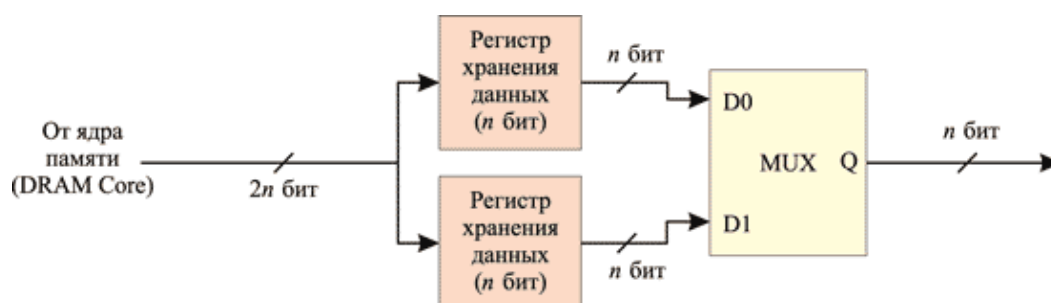 От ядра
памяти
(DRAM Core)
2n бит
Регистр
хранения
данных
(n бит)
n бит
Регистр
хранения
данных
(n бит)
n бит
D0
MUX Q
D1
n бит